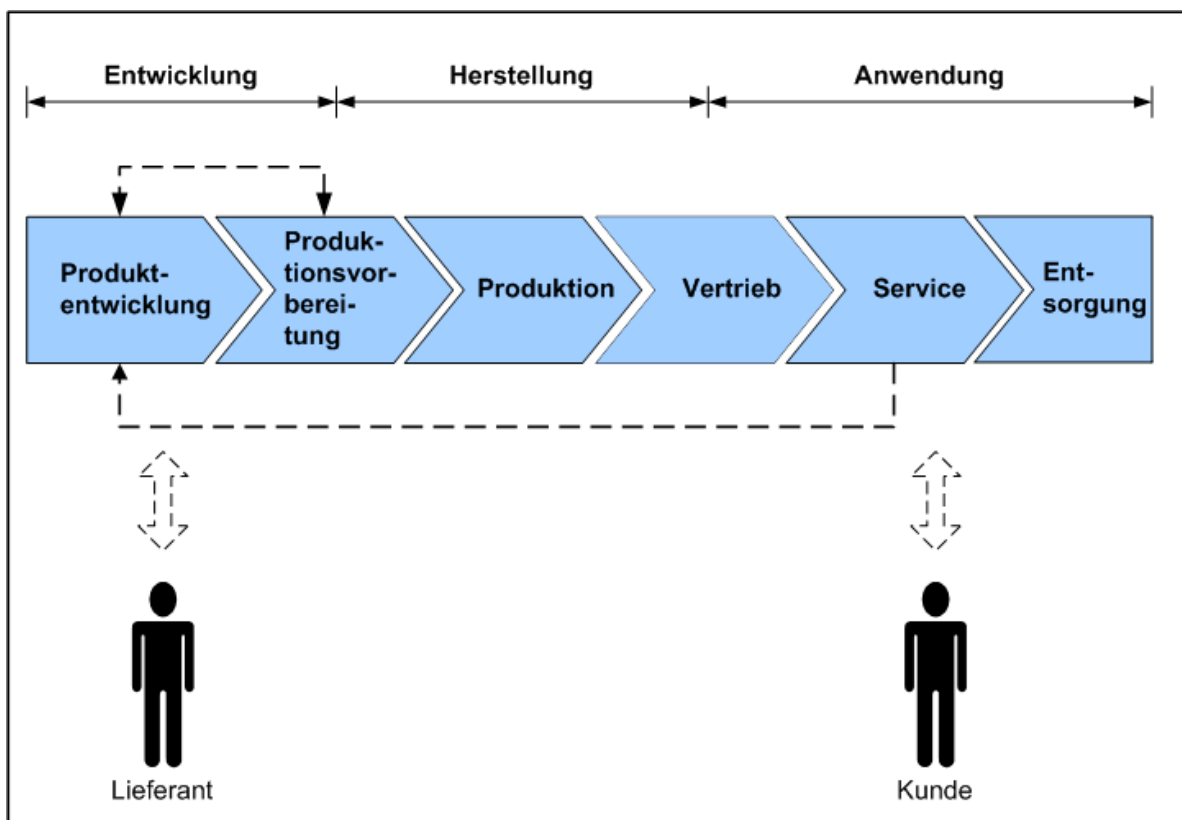 Entwicklung
Herstellung
Anwendung
Produkt-
entwicklung
Produk-
tionsvor-
berei-
tung
Produktion
Vertrieb
Service
Ent-
sorgung
Lieferant
Kunde